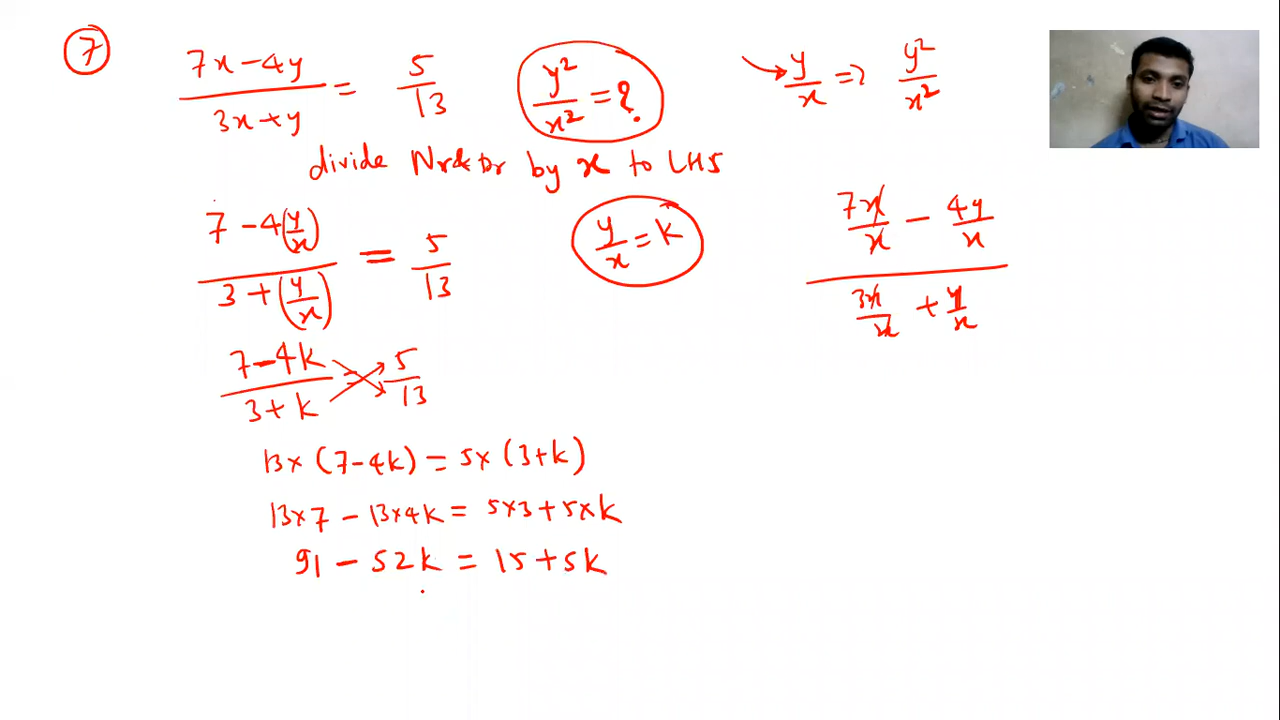 7
(7x - 4y)/(3x + y) = 5/13
y²/x² = ?
y/x => y²/x²
divide Nr & Dr by x to LHS
(7 - 4(y/x))/(3 + (y/x)) = 5/13
y/x = k
(7x/x - 4y/x)/(3x/x + y/x)
(7 - 4k)/(3 + k) = 5/13
13 x (7 - 4k) = 5 x (3 + k)
13 x 7 - 13 x 4k = 5 x 3 + 5 x k
91 - 52k = 15 + 5k